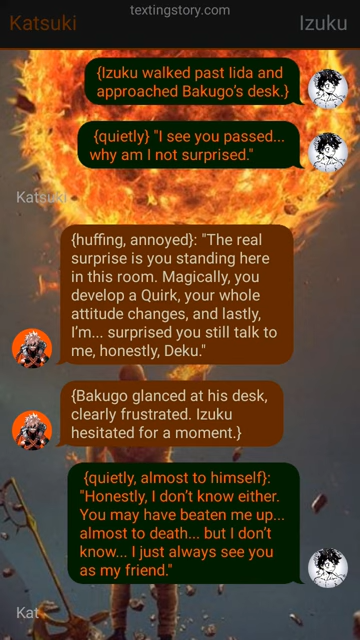 textingstory.com
Katsuki
Izuku
{Izuku walked past Iida and
approached Bakugo’s desk.}
{quietly} "I see you passed...
why am I not surprised."
Katsuki
{huffing, annoyed}: "The real
surprise is you standing here
in this room. Magically, you
develop a Quirk, your whole
attitude changes, and lastly,
I’m... surprised you still talk to
me, honestly, Deku."
{Bakugo glanced at his desk,
clearly frustrated. Izuku
hesitated for a moment.}
{quietly, almost to himself}:
"Honestly, I don’t know either.
You may have beaten me up...
almost to death... but I don’t
know... I just always see you
as my friend."
Kat